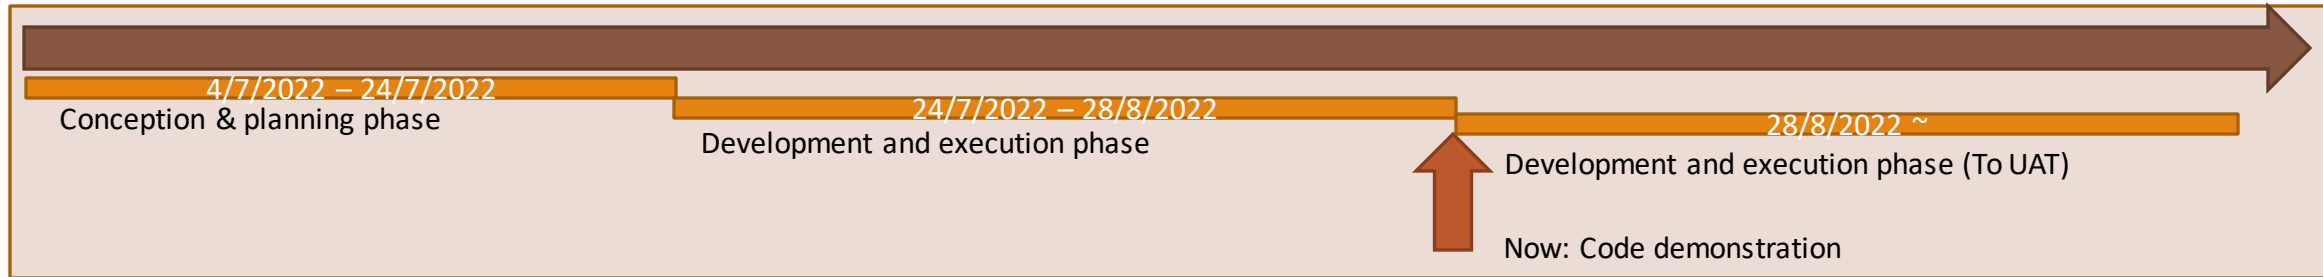 4/7/2022 – 24/7/2022
Conception & planning phase
24/7/2022 – 28/8/2022
Development and execution phase
28/8/2022 ~
Development and execution phase (To UAT)
Now: Code demonstration